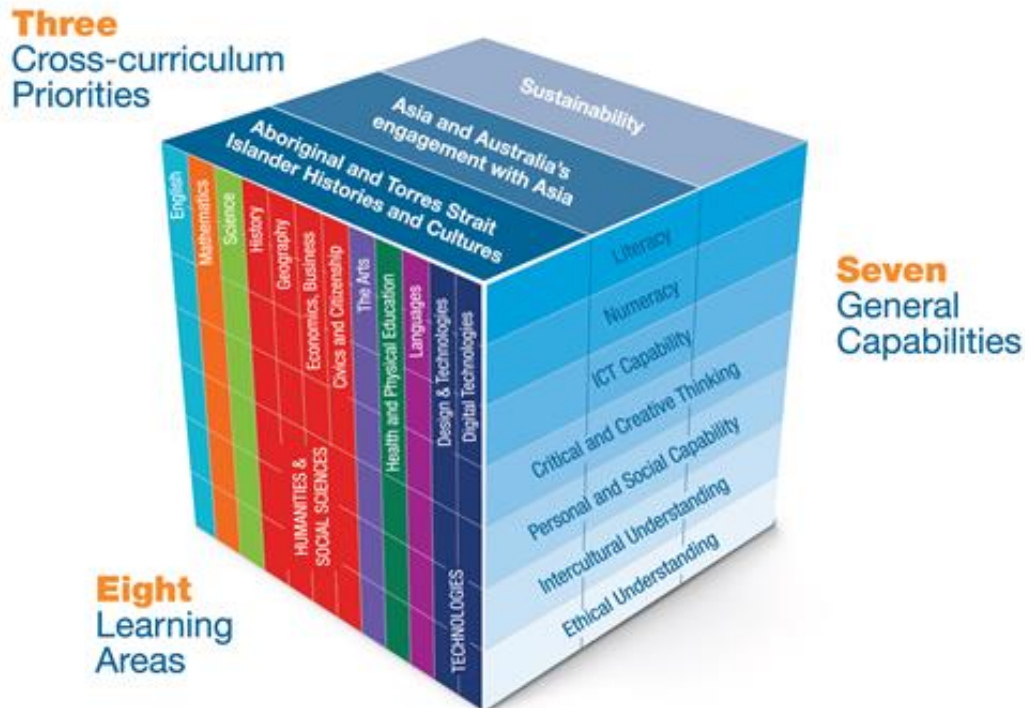 Three
Cross-curriculum
Priorities
Sustainability
Asia and Australia's
engagement with Asia
Aboriginal and Torres Strait
Islander Histories and Cultures
English
Mathematics
Science
History
Geography
Economics, Business
Civics and Citizenship
HUMANITIES &
SOCIAL SCIENCES
The Arts
Health and Physical Education
Languages
Design & Technologies
Digital Technologies
TECHNOLOGIES
Literacy
Numeracy
ICT Capability
Critical and Creative Thinking
Personal and Social Capability
Intercultural Understanding
Ethical Understanding
Seven
General
Capabilities
Eight
Learning
Areas